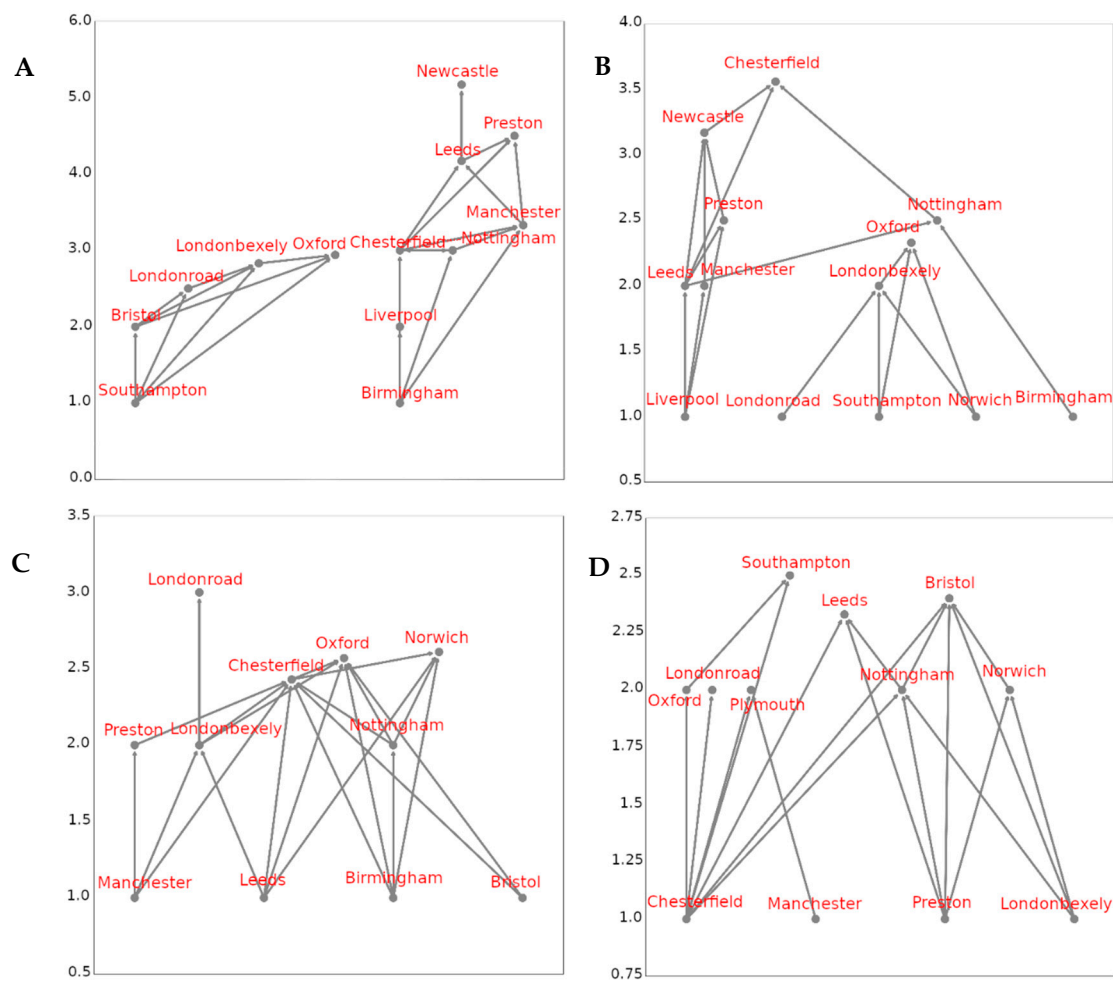 A
6.0
5.0
4.0
3.0
2.0
1.0
0.0
Newcastle
Preston
Leeds
Manchester
Londonbexely
Oxford
Chesterfield
Nottingham
Londonroad
Bristol
Liverpool
Southampton
Birmingham
B
4.0
3.5
3.0
2.5
2.0
1.5
1.0
0.5
Chesterfield
Newcastle
Preston
Nottingham
Oxford
Leeds
Manchester
Londonbexely
Liverpool
Londonroad
Southampton
Norwich
Birmingham
C
3.5
3.0
2.5
2.0
1.5
1.0
0.5
Londonroad
Oxford
Norwich
Chesterfield
Preston
Londonbexely
Nottingham
Manchester
Leeds
Birmingham
Bristol
D
2.75
2.5
2.25
2.0
1.75
1.5
1.25
1.0
0.75
Southampton
Bristol
Leeds
Londonroad
Nottingham
Norwich
Oxford
Plymouth
Chesterfield
Manchester
Preston
Londonbexely